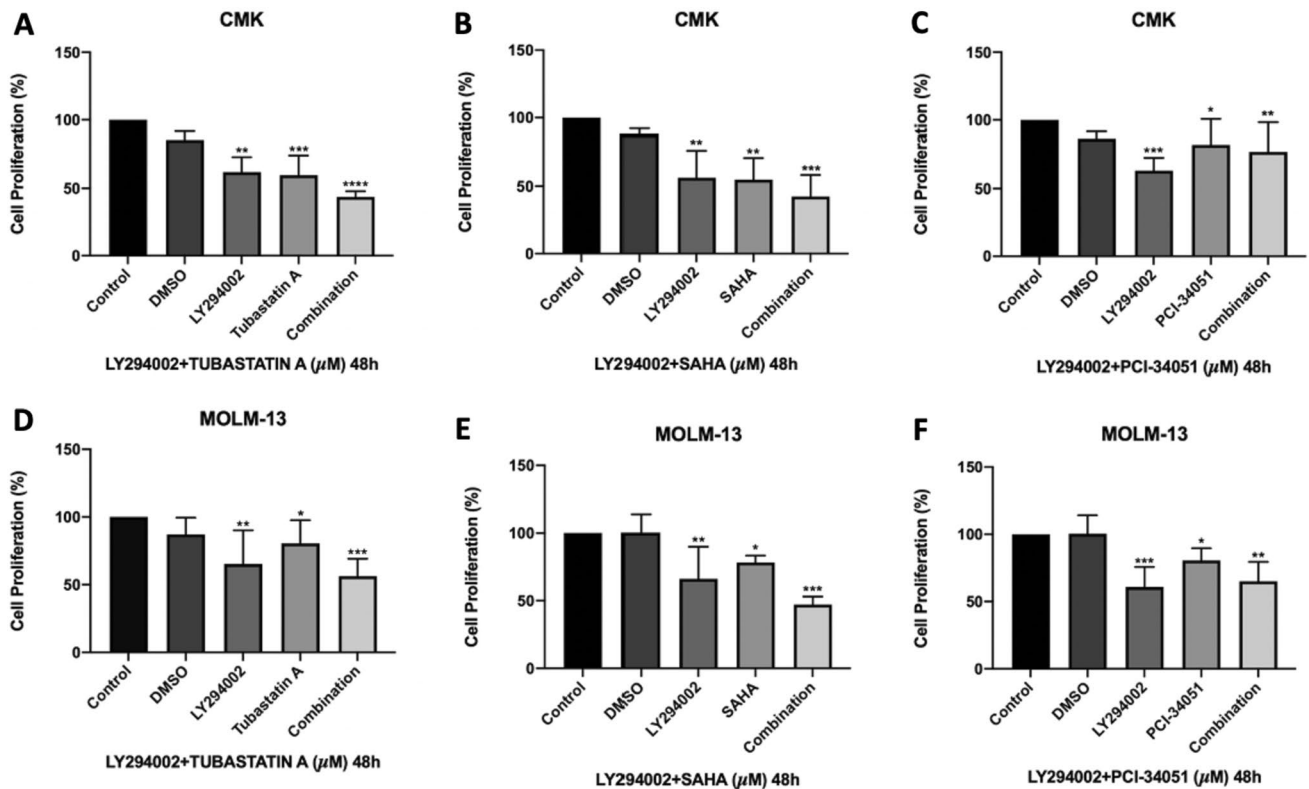 A
CMK
Cell Proliferation (%)
150
100
50
0
**
***
****
Control
DMSO
LY294002
Tubastatin A
Combination
LY294002+TUBASTATIN A (µM) 48h
B
CMK
Cell Proliferation (%)
150
100
50
0
**
**
***
Control
DMSO
LY294002
SAHA
Combination
LY294002+SAHA (µM) 48h
C
CMK
Cell Proliferation (%)
150
100
50
0
***
*
**
Control
DMSO
LY294002
PCI-34051
Combination
LY294002+PCI-34051 (µM) 48h
D
MOLM-13
Cell Proliferation (%)
150
100
50
0
**
*
***
Control
DMSO
LY294002
Tubastatin A
Combination
LY294002+TUBASTATIN A (µM) 48h
E
MOLM-13
Cell Proliferation (%)
150
100
50
0
**
*
***
Control
DMSO
LY294002
SAHA
Combination
LY294002+SAHA (µM) 48h
F
MOLM-13
Cell Proliferation (%)
150
100
50
0
***
*
**
Control
DMSO
LY294002
PCI-34051
Combination
LY294002+PCI-34051 (µM) 48h